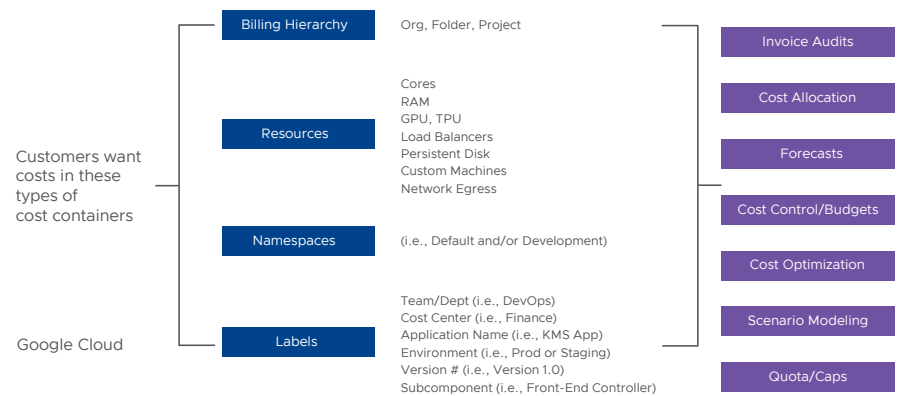 Customers want
costs in these
types of
cost containers
Google Cloud
Billing Hierarchy
Org, Folder, Project
Resources
Cores
RAM
GPU, TPU
Load Balancers
Persistent Disk
Custom Machines
Network Egress
Namespaces
(i.e., Default and/or Development)
Labels
Team/Dept (i.e., DevOps)
Cost Center (i.e., Finance)
Application Name (i.e., KMS App)
Environment (i.e., Prod or Staging)
Version # (i.e., Version 1.0)
Subcomponent (i.e., Front-End Controller)
Invoice Audits
Cost Allocation
Forecasts
Cost Control/Budgets
Cost Optimization
Scenario Modeling
Quota/Caps